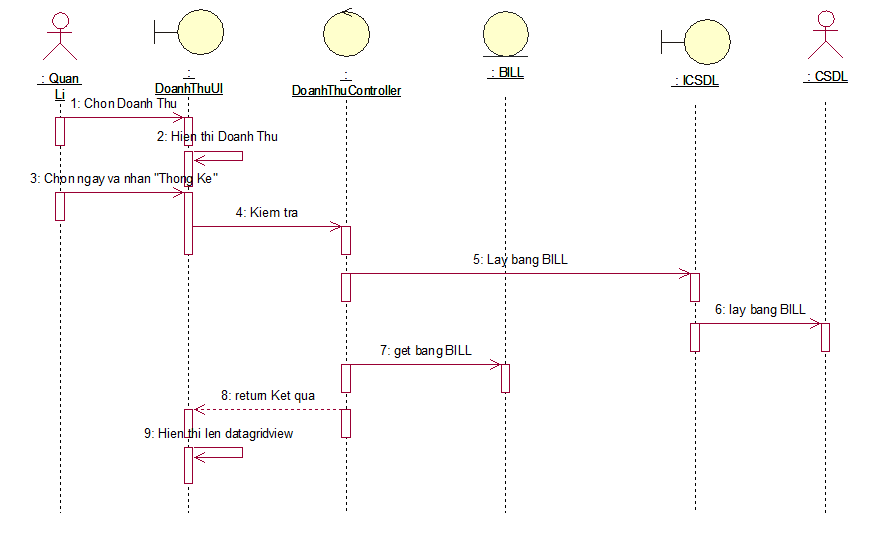 : Quan
Li
:
DoanhThuUI
:
DoanhThuController
: BILL
: ICSDL
: CSDL
1: Chon Doanh Thu
2: Hien thi Doanh Thu
3: Chon ngay va nhan "Thong Ke"
4: Kiem tra
5: Lay bang BILL
6: lay bang BILL
7: get bang BILL
8: return Ket qua
9: Hien thi len datagridview